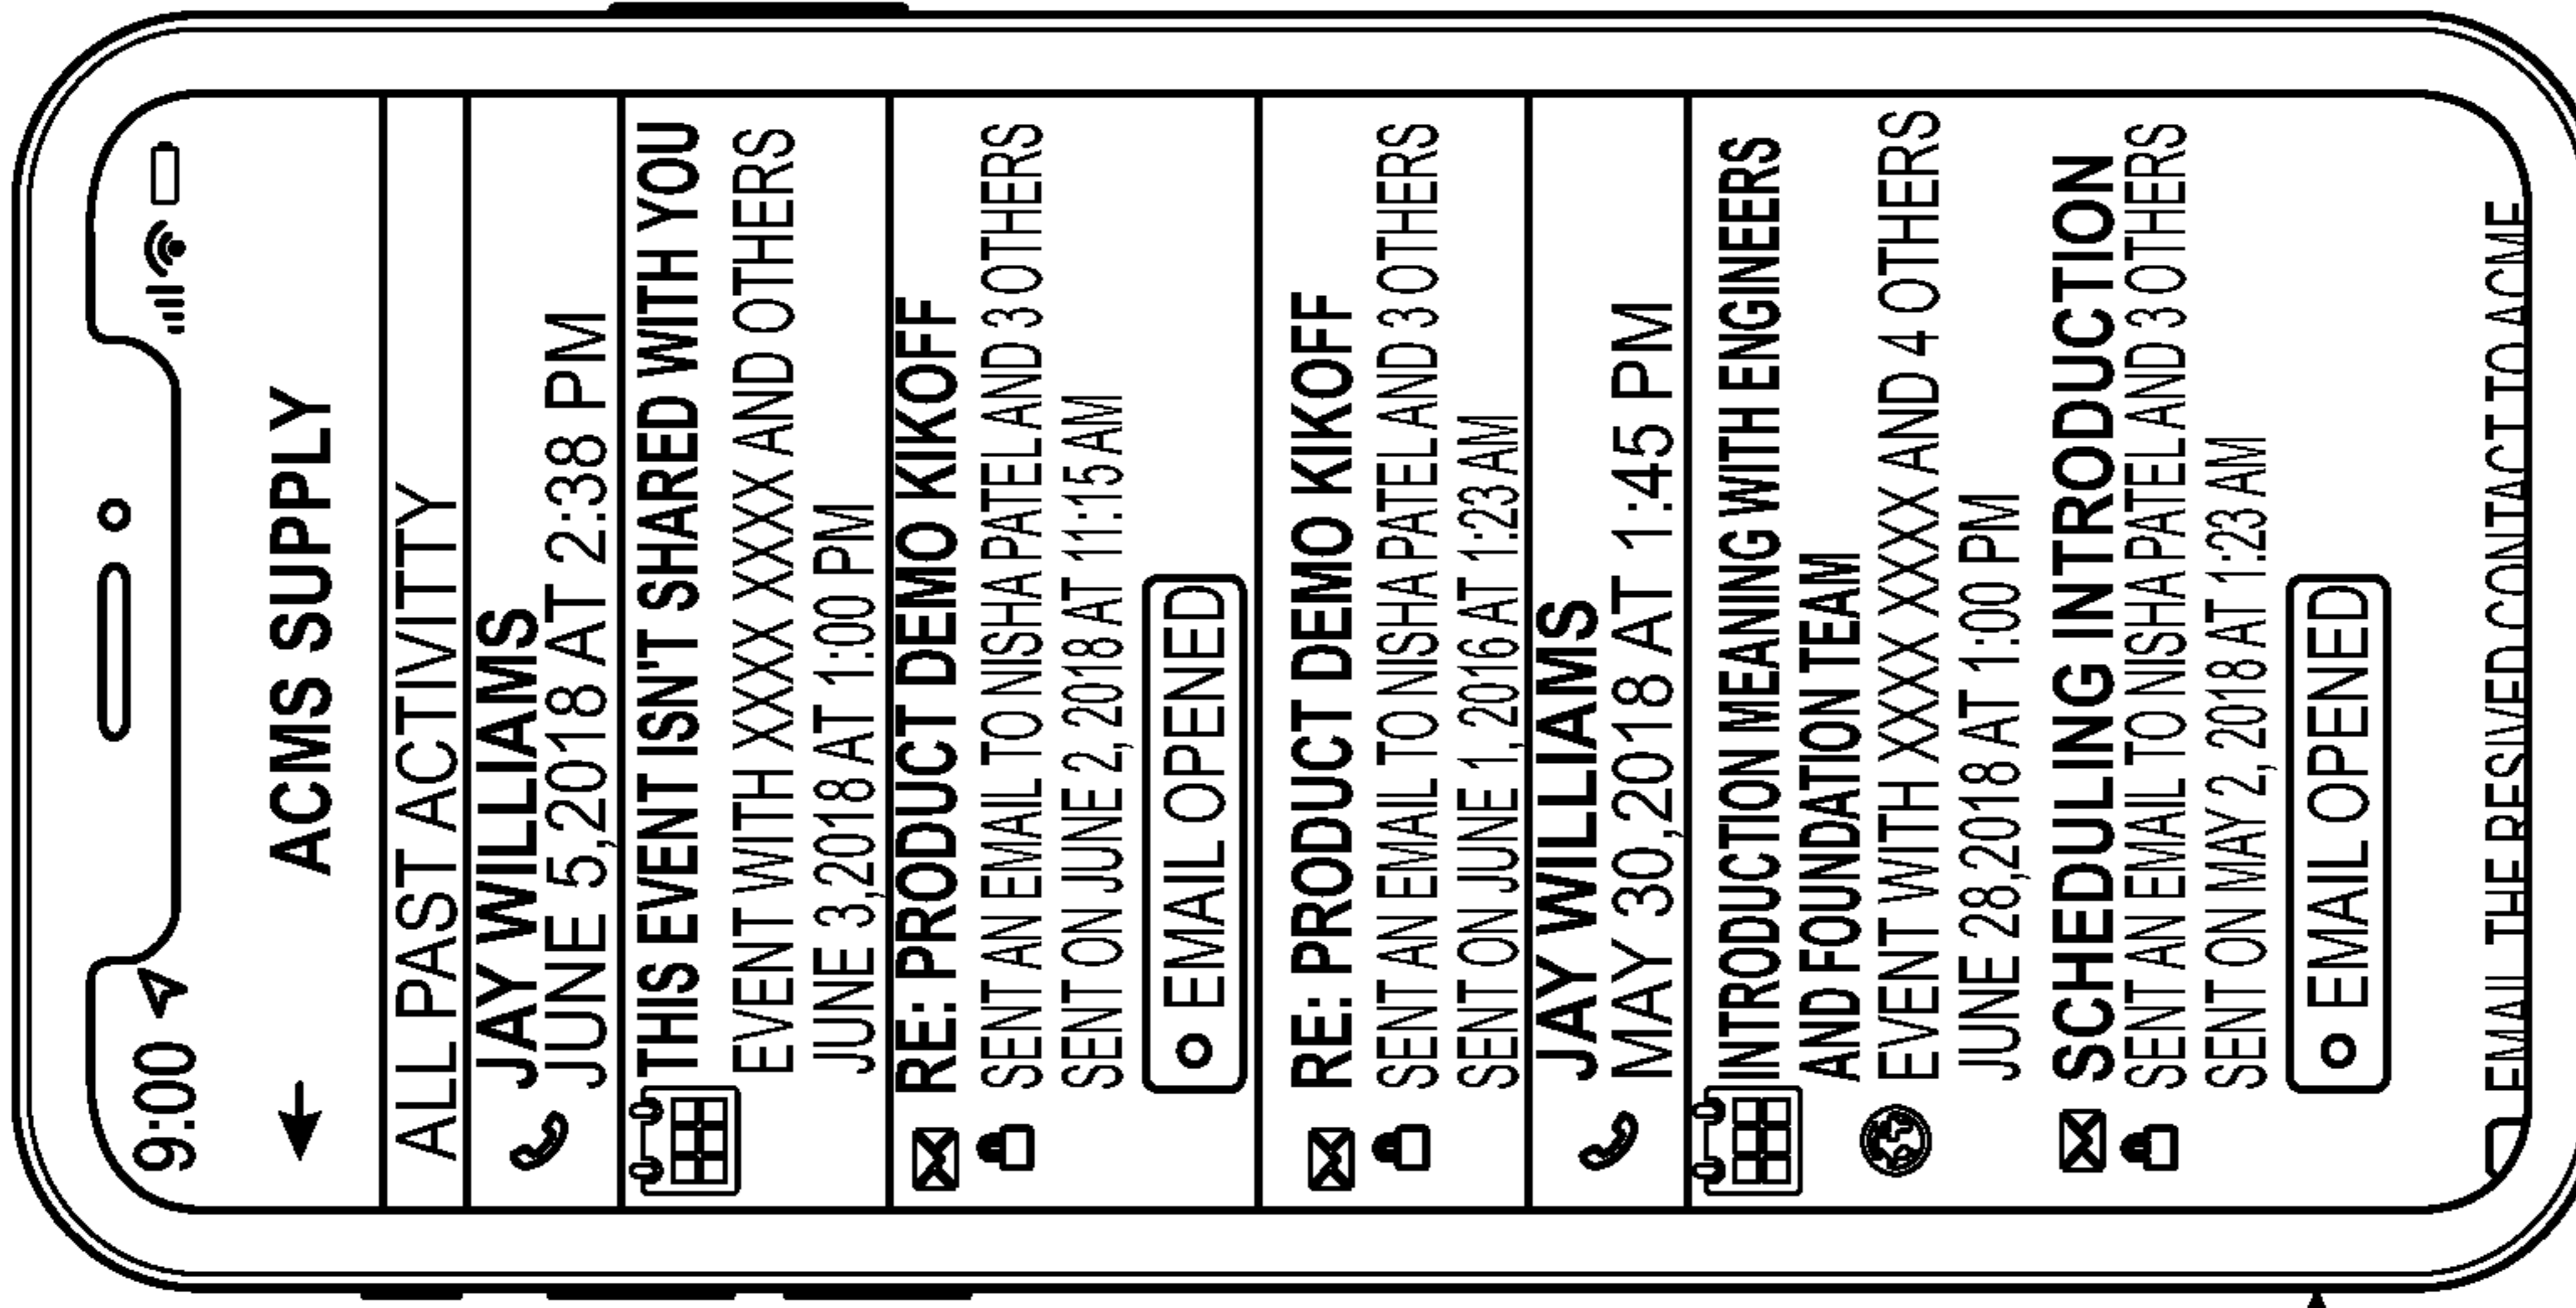 9:00
ACMS SUPPLY
ALL PAST ACTIVITTY
JAY WILLIAMS
JUNE 5,2018 AT 2:38 PM
THIS EVENT ISN'T SHARED WITH YOU
EVENT WITH XXXX XXXX AND OTHERS
JUNE 3,2018 AT 1:00 PM
RE: PRODUCT DEMO KIKOFF
SENT AN EMAIL TO NISHA PATEL AND 3 OTHERS
SENT ON JUNE 2, 2018 AT 11:15 AM
EMAIL OPENED
RE: PRODUCT DEMO KIKOFF
SENT AN EMAIL TO NISHA PATEL AND 3 OTHERS
SENT ON JUNE 1, 2016 AT 1:23 AM
JAY WILLIAMS
MAY 30,2018 AT 1:45 PM
INTRODUCTION MEANING WITH ENGINEERS
AND FOUNDATION TEAM
EVENT WITH XXXX XXXX AND 4 OTHERS
JUNE 28,2018 AT 1:00 PM
SCHEDULING INTRODUCTION
SENT AN EMAIL TO NISHA PATEL AND 3 OTHERS
SENT ON MAY 2, 2018 AT 1:23 AM
EMAIL OPENED
EMAIL THE RESIVED CONTACT TO ACME